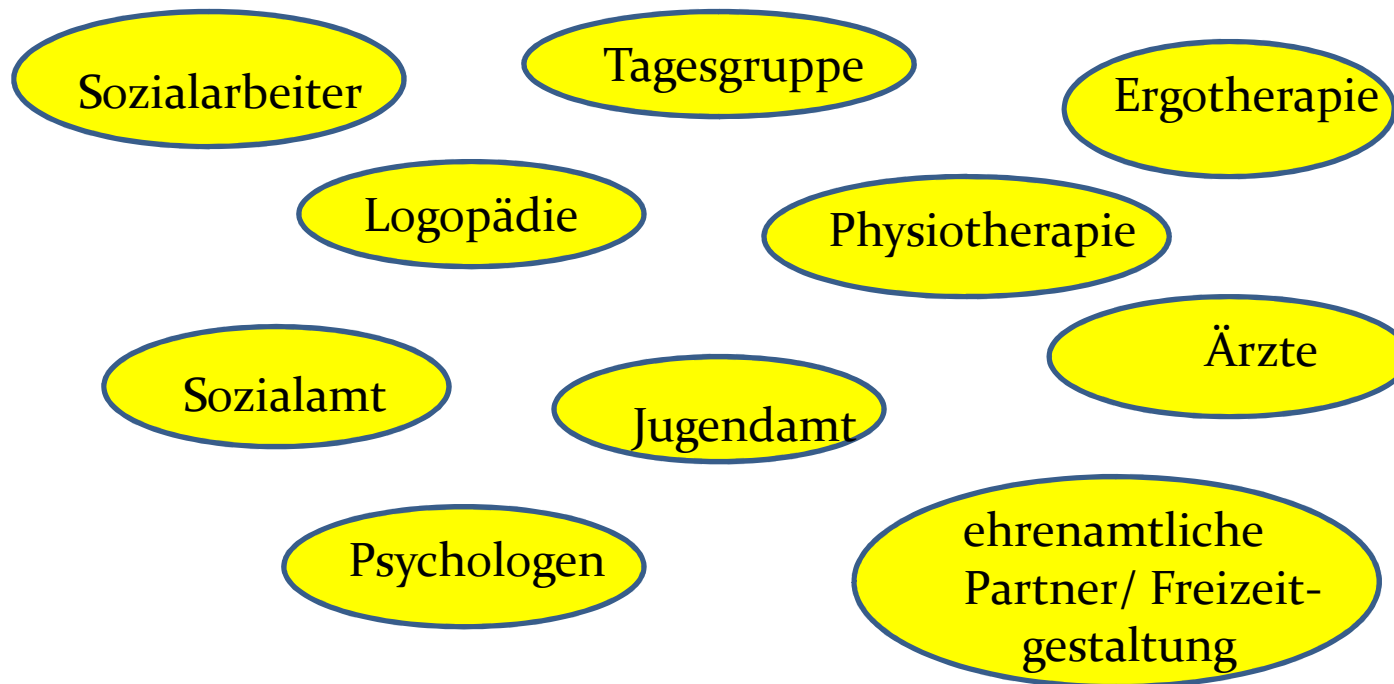 Sozialarbeiter
Tagesgruppe
Ergotherapie
Logopädie
Physiotherapie
Ärzte
Sozialamt
Jugendamt
Psychologen
ehrenamtliche
Partner/ Freizeit-
gestaltung